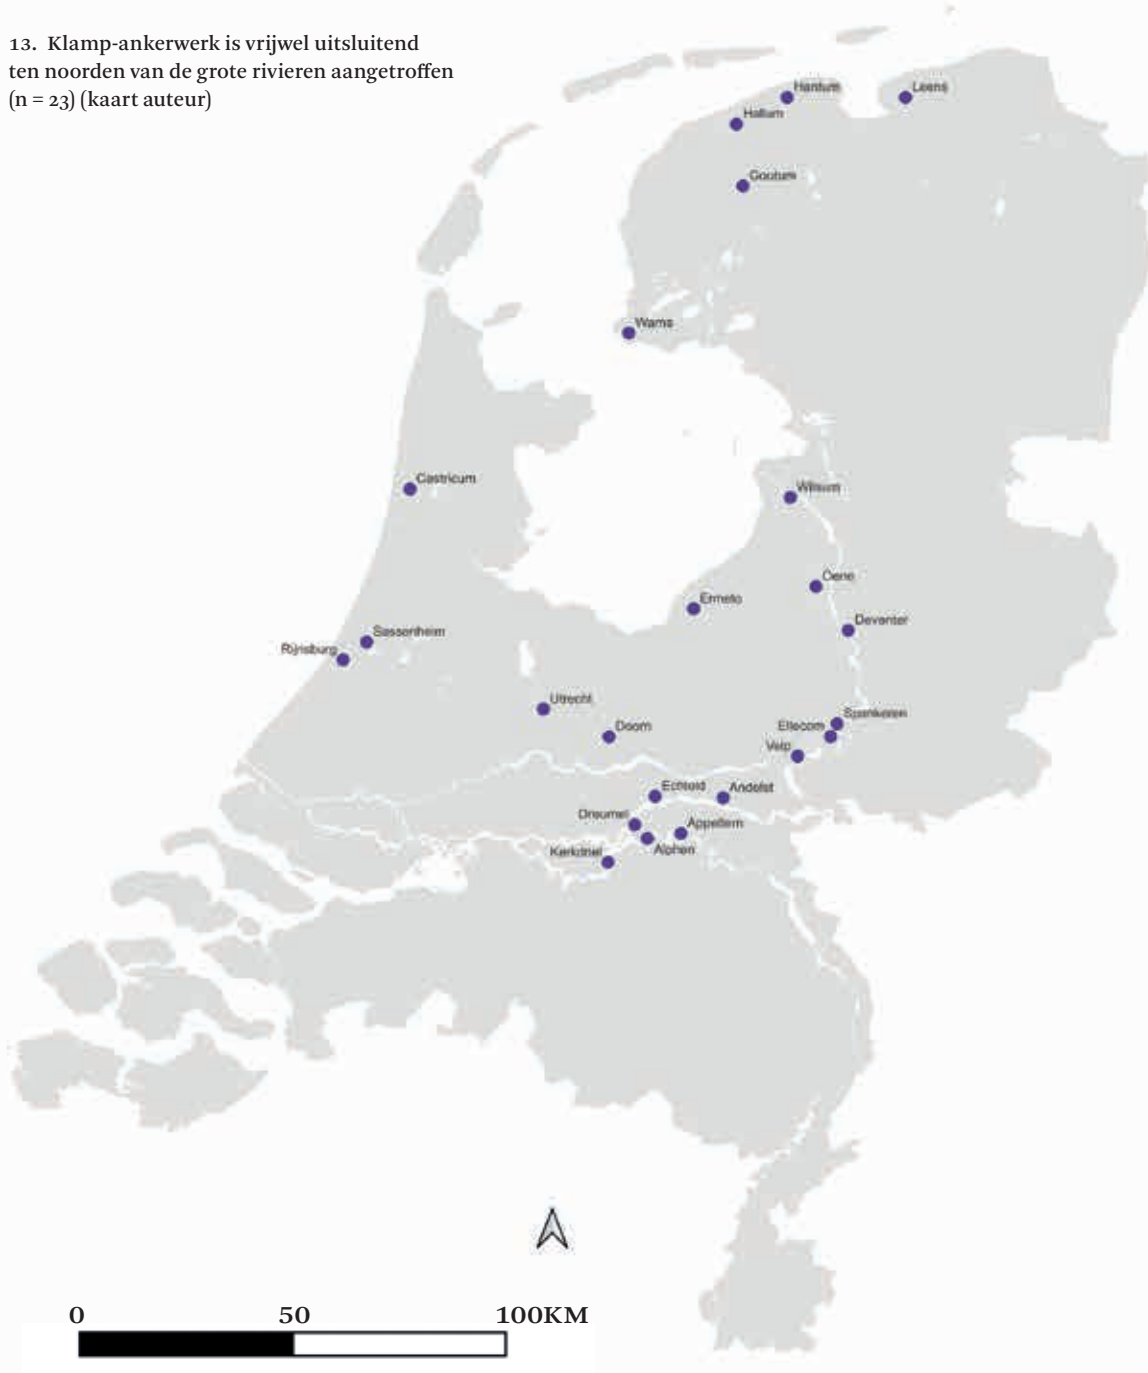 13. Klamp-ankerwerk is vrijwel uitsluitend
ten noorden van de grote rivieren aangetroffen
(n = 23) (kaart auteur)
Hantum
Leens
Hallum
Goutum
Warns
Castricum
Wilsum
Oene
Ermelo
Deventer
Sassenheim
Rijnsburg
Utrecht
Doorn
Spankeren
Ellecom
Velp
Echteld
Andelst
Dreumel
Appeltern
Alphen
Kerkdriel
0 50 100KM